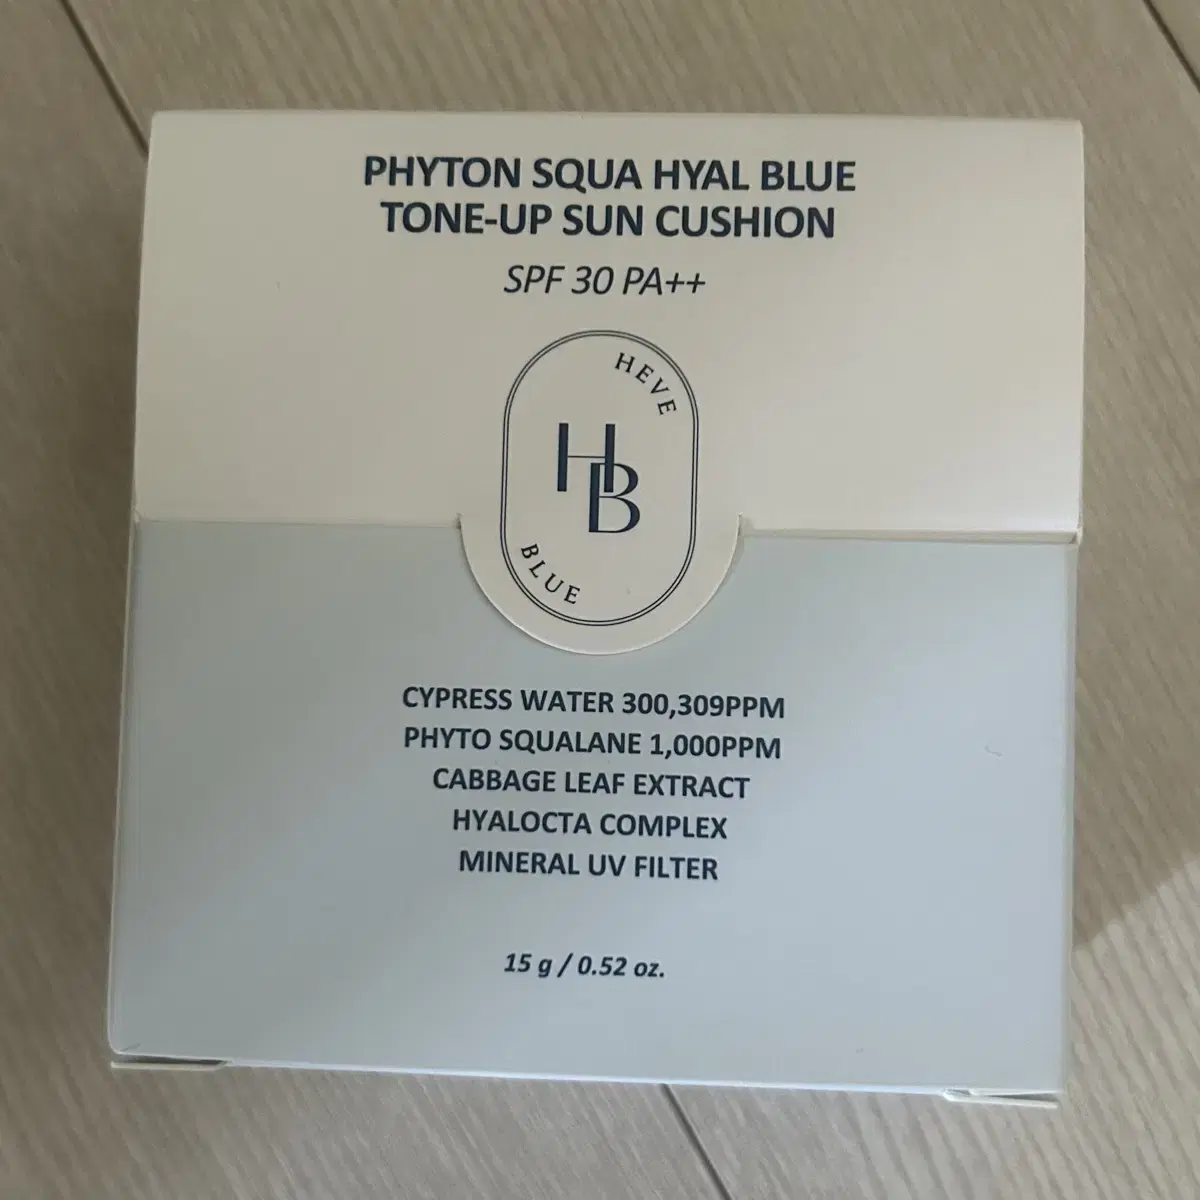 PHYTON SQUA HYAL BLUE
TONE-UP SUN CUSHION
SPF 30 PA++
HEVE
HB
BLUE
CYPRESS WATER 300,309PPM
PHYTO SQUALANE 1,000PPM
CABBAGE LEAF EXTRACT
HYALOCTA COMPLEX
MINERAL UV FILTER
15 g / 0.52 oz.